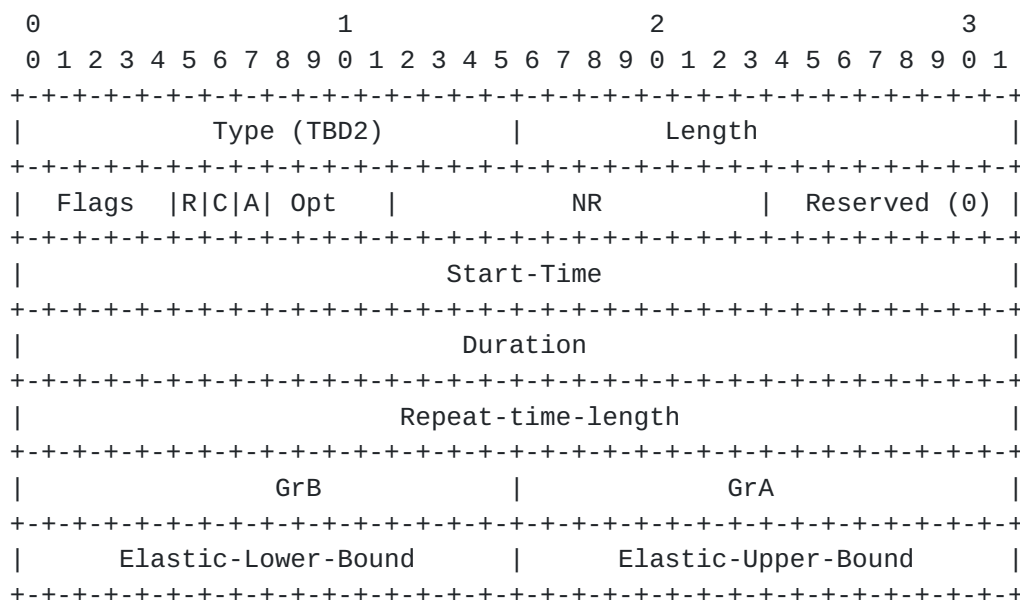 0                   1                   2                   3
 0 1 2 3 4 5 6 7 8 9 0 1 2 3 4 5 6 7 8 9 0 1 2 3 4 5 6 7 8 9 0 1
+-+-+-+-+-+-+-+-+-+-+-+-+-+-+-+-+-+-+-+-+-+-+-+-+-+-+-+-+-+-+-+-+
|            Type (TBD2)        |         Length                |
+-+-+-+-+-+-+-+-+-+-+-+-+-+-+-+-+-+-+-+-+-+-+-+-+-+-+-+-+-+-+-+-+
|  Flags  |R|C|A| Opt   |           NR          |  Reserved (0) |
+-+-+-+-+-+-+-+-+-+-+-+-+-+-+-+-+-+-+-+-+-+-+-+-+-+-+-+-+-+-+-+-+
|                           Start-Time                          |
+-+-+-+-+-+-+-+-+-+-+-+-+-+-+-+-+-+-+-+-+-+-+-+-+-+-+-+-+-+-+-+-+
|                            Duration                           |
+-+-+-+-+-+-+-+-+-+-+-+-+-+-+-+-+-+-+-+-+-+-+-+-+-+-+-+-+-+-+-+-+
|                        Repeat-time-length                     |
+-+-+-+-+-+-+-+-+-+-+-+-+-+-+-+-+-+-+-+-+-+-+-+-+-+-+-+-+-+-+-+-+
|                GrB            |             GrA               |
+-+-+-+-+-+-+-+-+-+-+-+-+-+-+-+-+-+-+-+-+-+-+-+-+-+-+-+-+-+-+-+-+
|      Elastic-Lower-Bound      |      Elastic-Upper-Bound      |
+-+-+-+-+-+-+-+-+-+-+-+-+-+-+-+-+-+-+-+-+-+-+-+-+-+-+-+-+-+-+-+-+